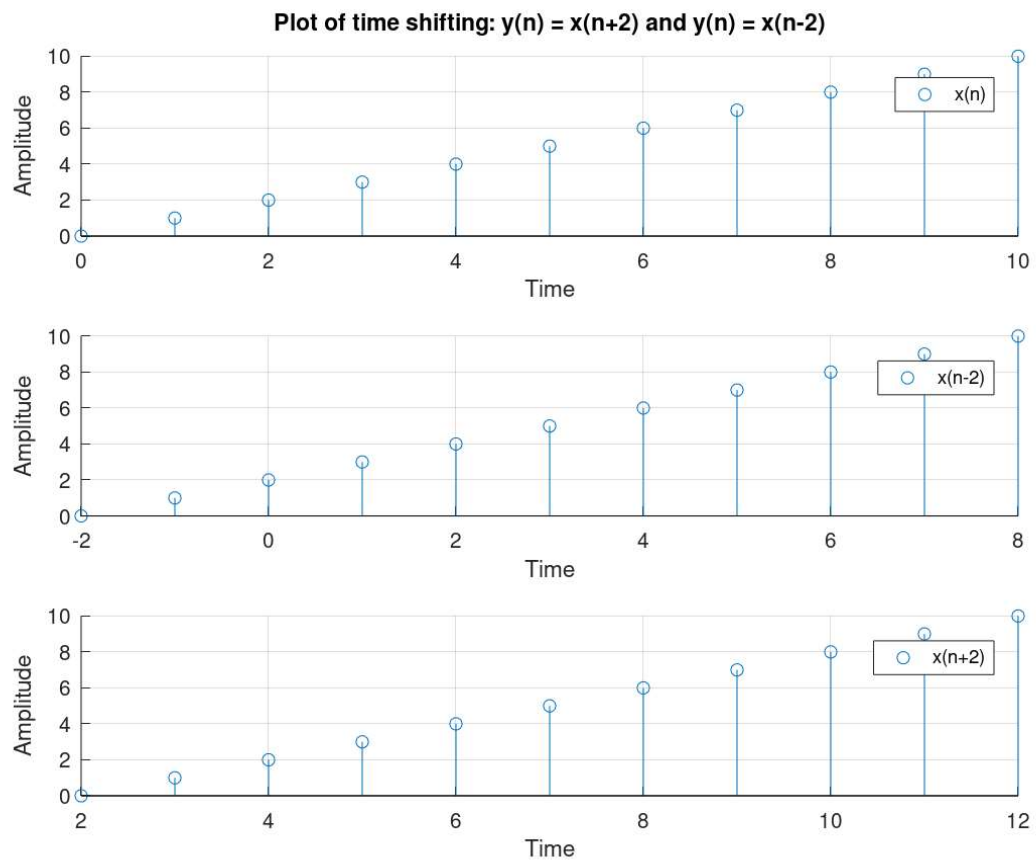 Plot of time shifting: y(n) = x(n+2) and y(n) = x(n-2)
10
8
6
4
2
0
Amplitude
x(n)
0 2 4 6 8 10
Time
10
8
6
4
2
0
Amplitude
x(n-2)
-2 0 2 4 6 8
Time
10
8
6
4
2
0
Amplitude
x(n+2)
2 4 6 8 10 12
Time